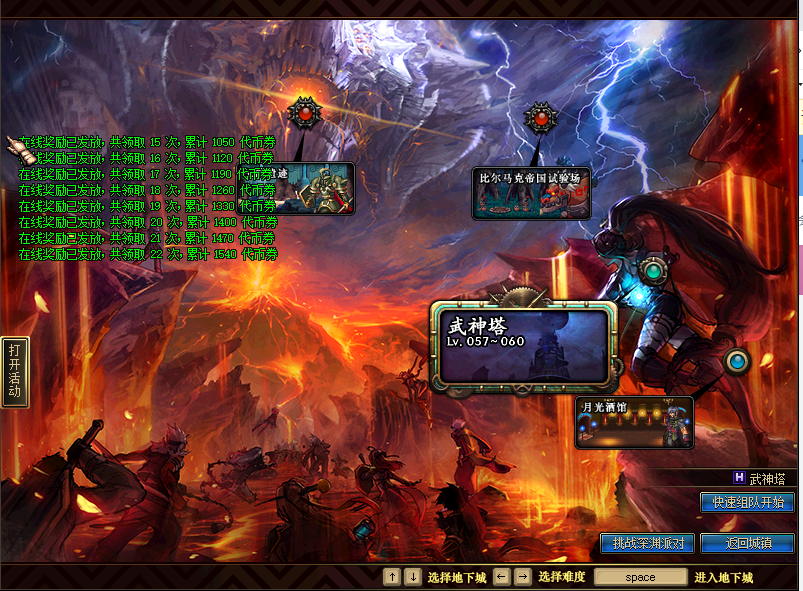 在线奖励已发放，共领取 15 次，累计 1050 代币券
在线奖励已发放，共领取 16 次，累计 1120 代币券
在线奖励已发放，共领取 17 次，累计 1190 代币券
在线奖励已发放，共领取 18 次，累计 1260 代币券
在线奖励已发放，共领取 19 次，累计 1330 代币券
在线奖励已发放，共领取 20 次，累计 1400 代币券
在线奖励已发放，共领取 21 次，累计 1470 代币券
在线奖励已发放，共领取 22 次，累计 1540 代币券
遗迹
比尔马克帝国试验场
武神塔
Lv. 057~060
打开活动
月光酒馆
H 武神塔
快速组队开始
挑战深渊派对
返回城镇
↑ ↓ 选择地下城 ← → 选择难度 space 进入地下城